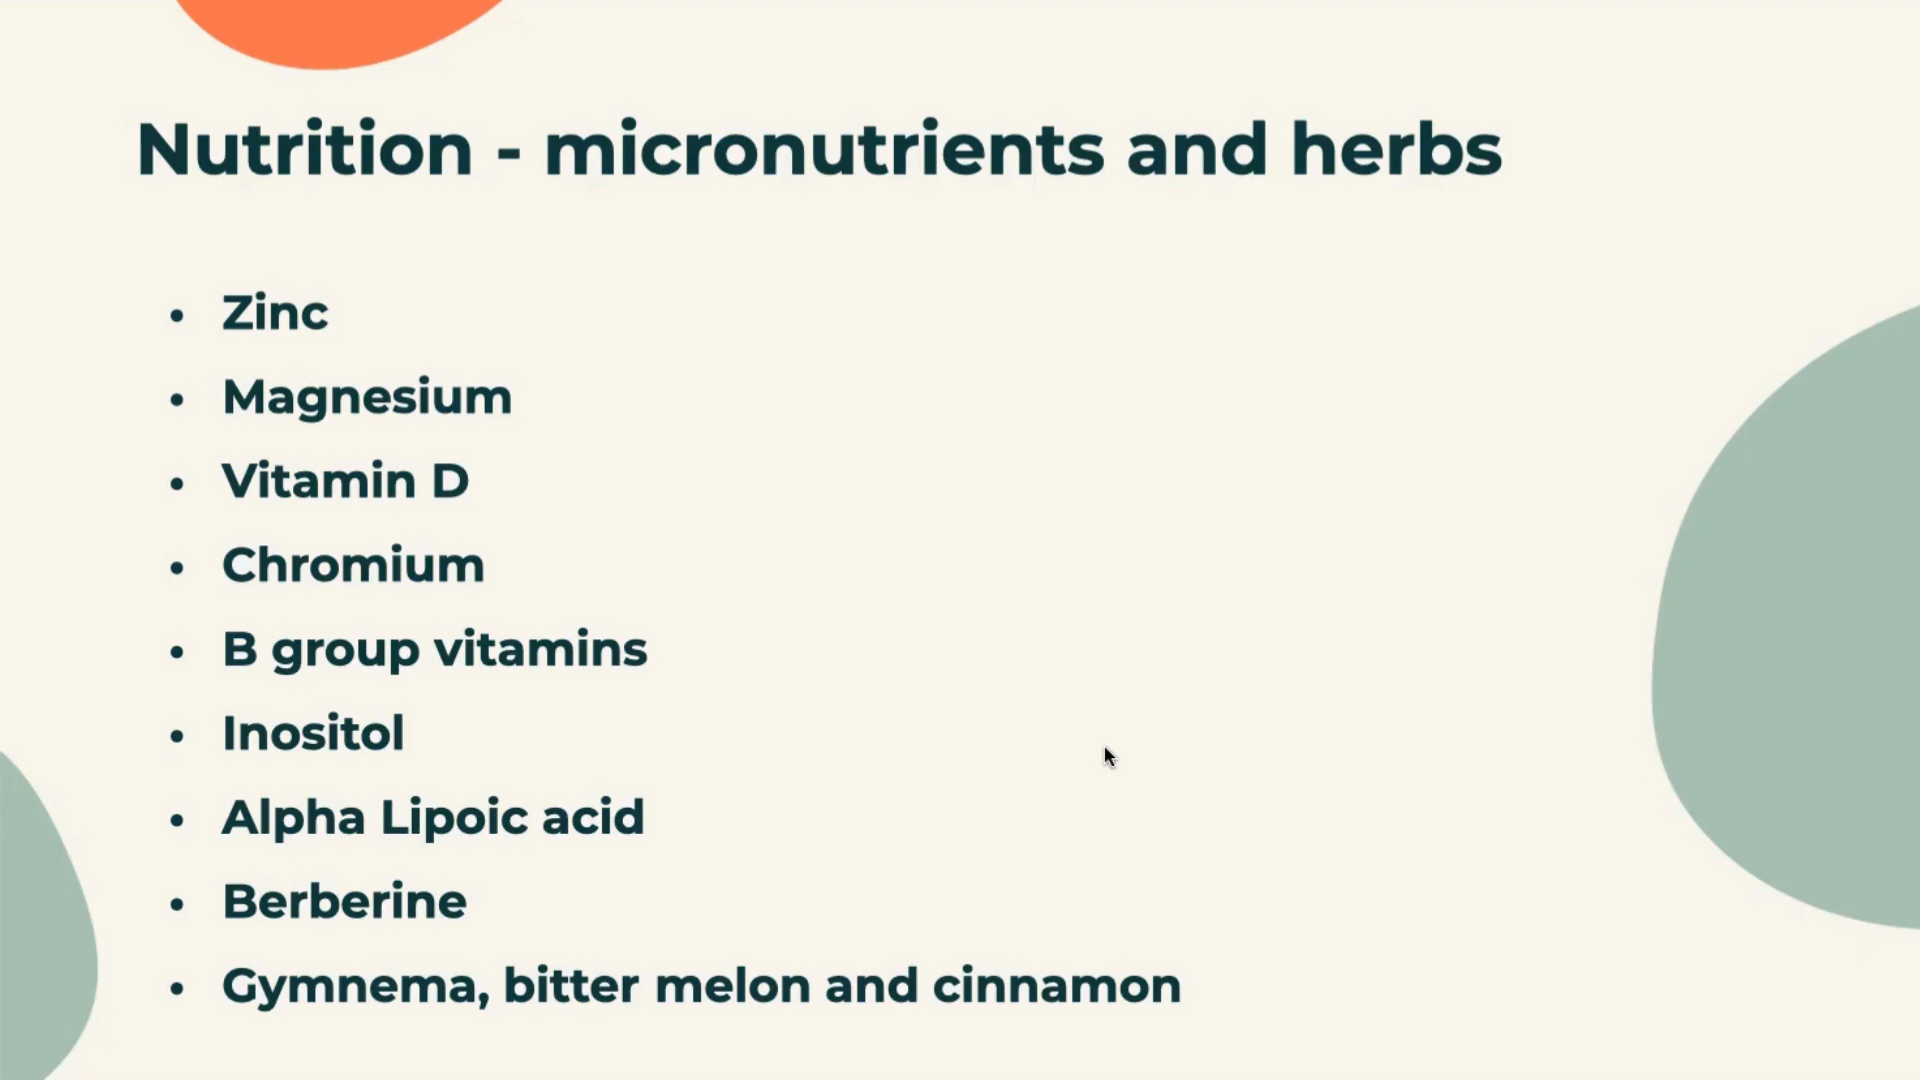 Nutrition - micronutrients and herbs
• Zinc
• Magnesium
• Vitamin D
• Chromium
• B group vitamins
• Inositol
• Alpha Lipoic acid
• Berberine
• Gymnema, bitter melon and cinnamon